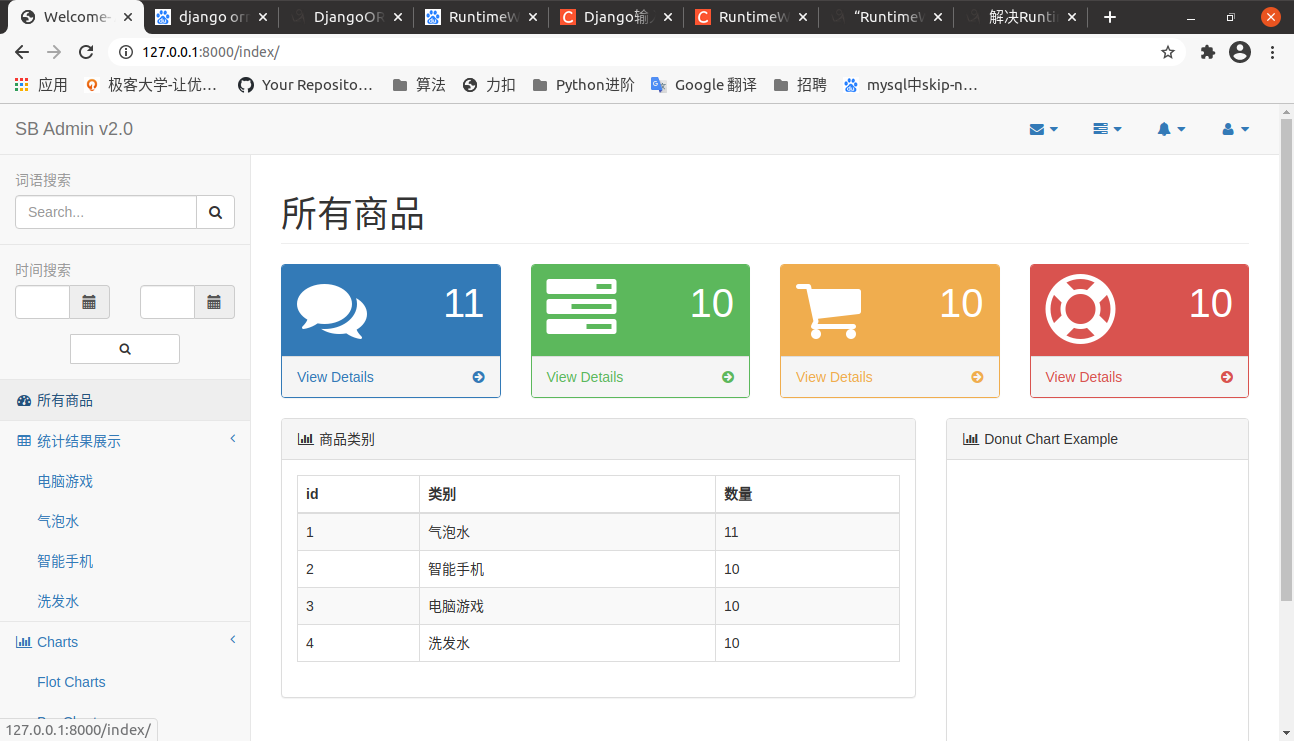 Welcome-
django orr
DjangoOR
RuntimeW
Django输
RuntimeW
“Runtime
解决Runti
127.0.0.1:8000/index/
应用
极客大学-让优…
Your Reposito…
算法
力扣
Python进阶
Google 翻译
招聘
mysql中skip-n…
SB Admin v2.0
词语搜索
Search...
时间搜索
所有商品
统计结果展示
电脑游戏
气泡水
智能手机
洗发水
Charts
Flot Charts
127.0.0.1:8000/index/
所有商品
11
10
10
10
View Details
View Details
View Details
View Details
商品类别
Donut Chart Example
id 类别 数量
1 气泡水 11
2 智能手机 10
3 电脑游戏 10
4 洗发水 10